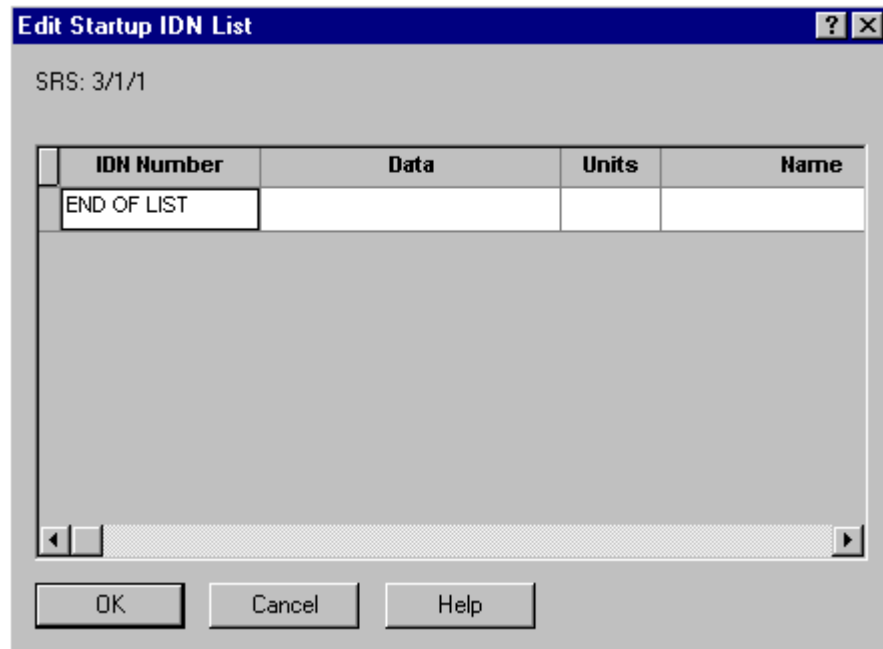 Edit Startup IDN List
SRS: 3/1/1
IDN Number Data Units Name
END OF LIST
OK Cancel Help